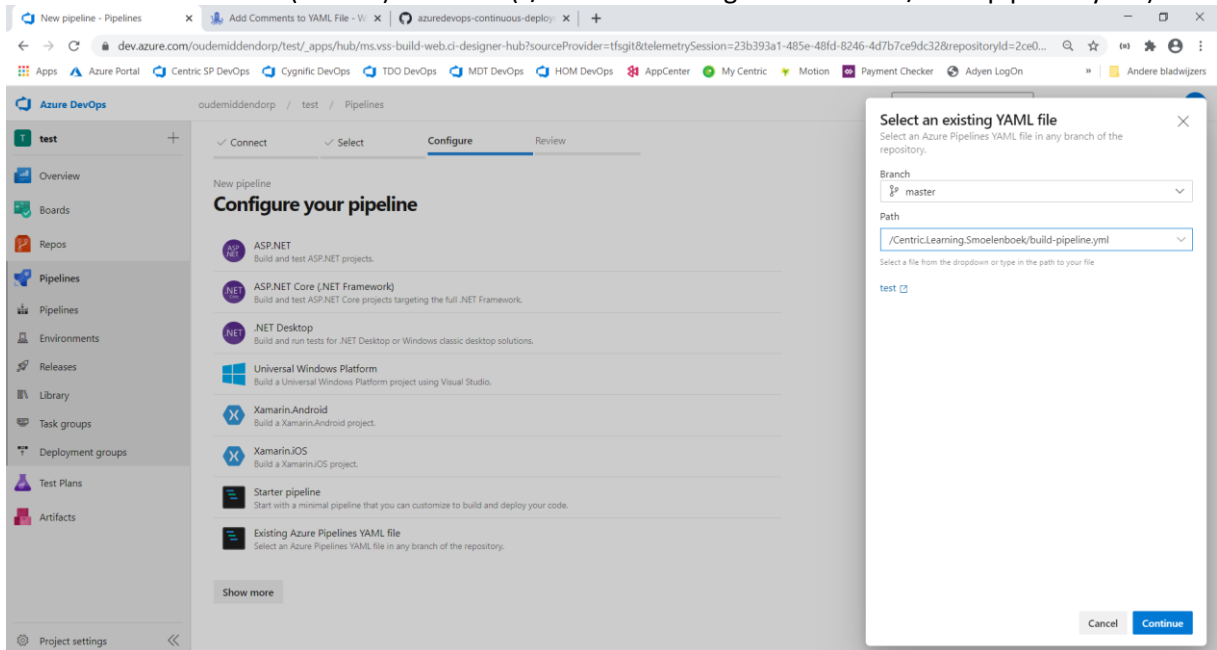 New pipeline - Pipelines
Add Comments to YAML File - W
azuredevops-continuous-deploy
dev.azure.com/oudemiddendorp/test/_apps/hub/ms.vss-build-web.ci-designer-hub?sourceProvider=tfsgit&telemetrySession=23b393a1-485e-48fd-8246-4d7b7ce9dc32&repositoryId=2ce0...
Apps Azure Portal Centric SP DevOps Cygnific DevOps TDO DevOps MDT DevOps HOM DevOps AppCenter My Centric Motion Payment Checker Adyen LogOn » Andere bladwijzers
Azure DevOps
oudemiddendorp / test / Pipelines
T test
Overview
Boards
Repos
Pipelines
Pipelines
Environments
Releases
Library
Task groups
Deployment groups
Test Plans
Artifacts
Project settings
Connect Select Configure Review
New pipeline
Configure your pipeline
ASP.NET
Build and test ASP.NET projects.
ASP.NET Core (.NET Framework)
Build and test ASP.NET Core projects targeting the full .NET Framework.
.NET Desktop
Build and run tests for .NET Desktop or Windows classic desktop solutions.
Universal Windows Platform
Build a Universal Windows Platform project using Visual Studio.
Xamarin.Android
Build a Xamarin.Android project.
Xamarin.iOS
Build a Xamarin.iOS project.
Starter pipeline
Start with a minimal pipeline that you can customize to build and deploy your code.
Existing Azure Pipelines YAML file
Select an Azure Pipelines YAML file in any branch of the repository.
Show more
Select an existing YAML file
Select an Azure Pipelines YAML file in any branch of the
repository.
Branch
master
Path
/Centric.Learning.Smoelenboek/build-pipeline.yml
Select a file from the dropdown or type in the path to your file
test
Cancel Continue